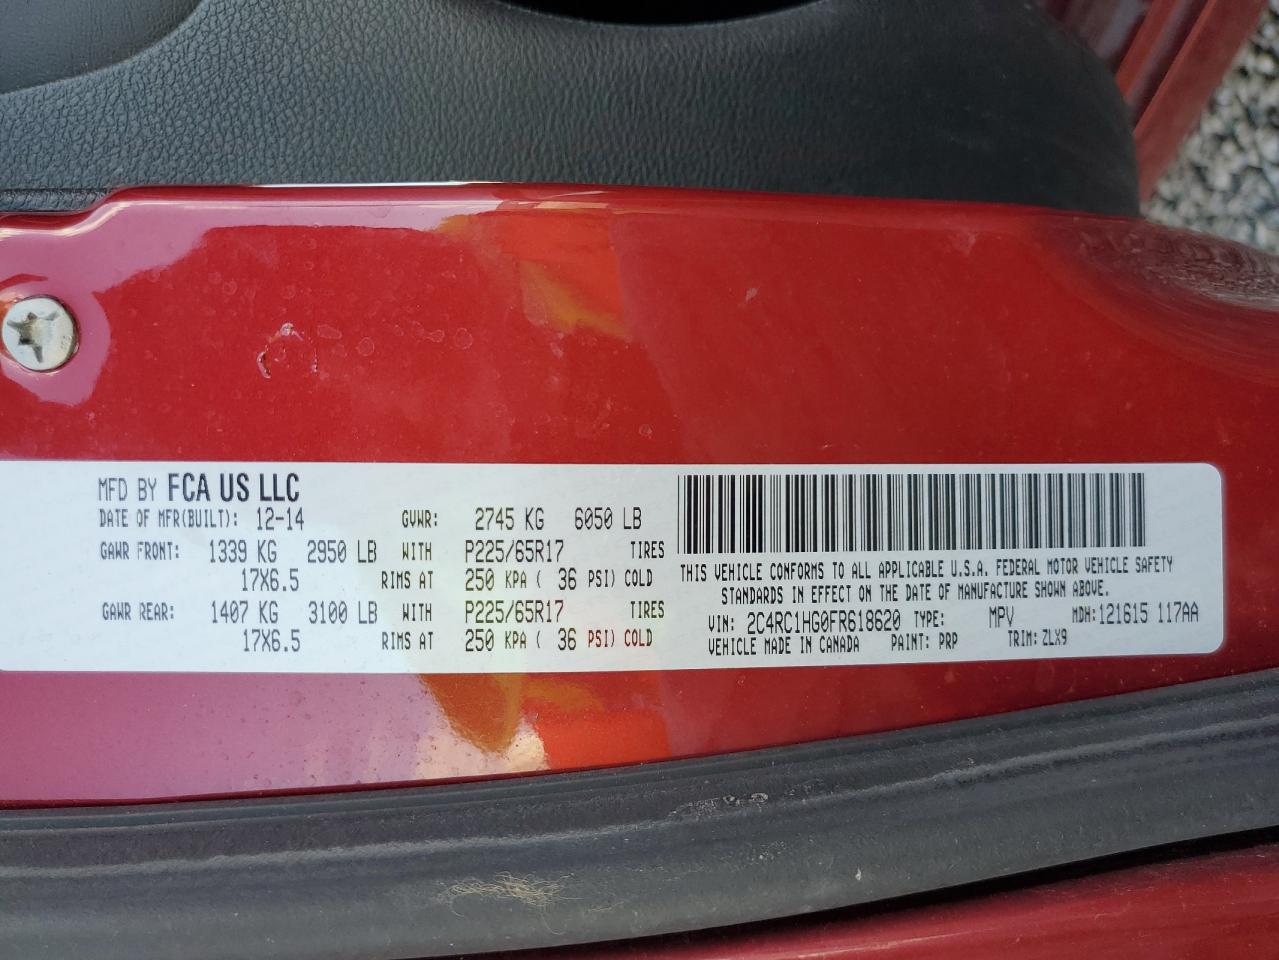 MFD BY FCA US LLC
DATE OF MFR(BUILT): 12-14 GVWR: 2745 KG 6050 LB
GAWR FRONT: 1339 KG 2950 LB WITH P225/65R17 TIRES
17X6.5 RIMS AT 250 KPA ( 36 PSI) COLD
GAWR REAR: 1407 KG 3100 LB WITH P225/65R17 TIRES
17X6.5 RIMS AT 250 KPA ( 36 PSI) COLD
THIS VEHICLE CONFORMS TO ALL APPLICABLE U.S.A. FEDERAL MOTOR VEHICLE SAFETY
STANDARDS IN EFFECT ON THE DATE OF MANUFACTURE SHOWN ABOVE.
VIN: 2C4RC1HG0FR618620 TYPE: MPV MDH: 121615 117AA
VEHICLE MADE IN CANADA PAINT: PRP TRIM: ZLX9